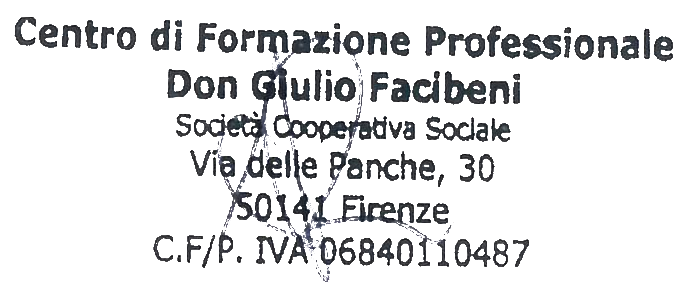 Centro di Formazione Professionale
Don Giulio Facibeni
Società Cooperativa Sociale
Via delle Panche, 30
50141 Firenze
C.F/P. IVA 06840110487